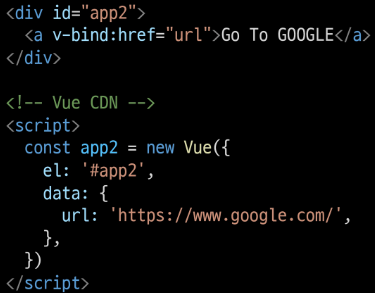 <div id="app2">
  <a v-bind:href="url">Go To GOOGLE</a>
</div>

<!-- Vue CDN -->
<script>
  const app2 = new Vue({
    el: '#app2',
    data: {
      url: 'https://www.google.com/',
    },
  })
</script>